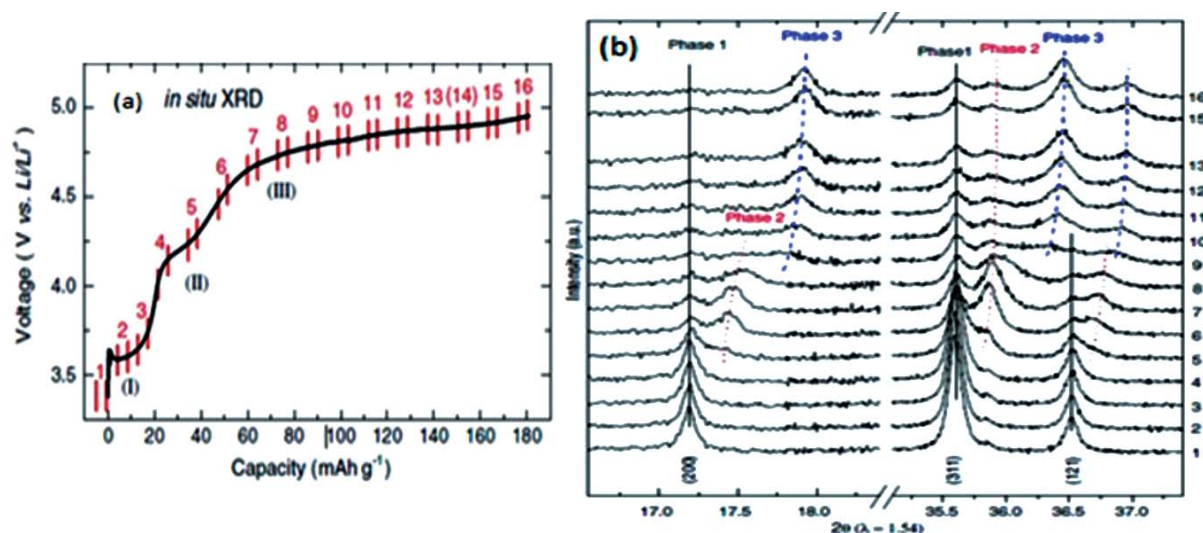 (a) in situ XRD
Voltage ( V vs. Li/Li+)
5.0
4.5
4.0
3.5
1
2
3
4
5
6
7
8
9
10
11
12
13
(14)
15
16
(I)
(II)
(III)
0 20 40 60 80 100 120 140 160 180
Capacity (mAh g-1)
(b)
Phase 1
Phase 3
Phase1
Phase 2
Phase 3
Phase 2
Intensity (a.u.)
16
15
13
12
11
10
9
8
7
6
5
4
3
2
1
(200)
(311)
(121)
17.0 17.5 18.0 35.5 36.0 36.5 37.0
2θ (λ = 1.54)